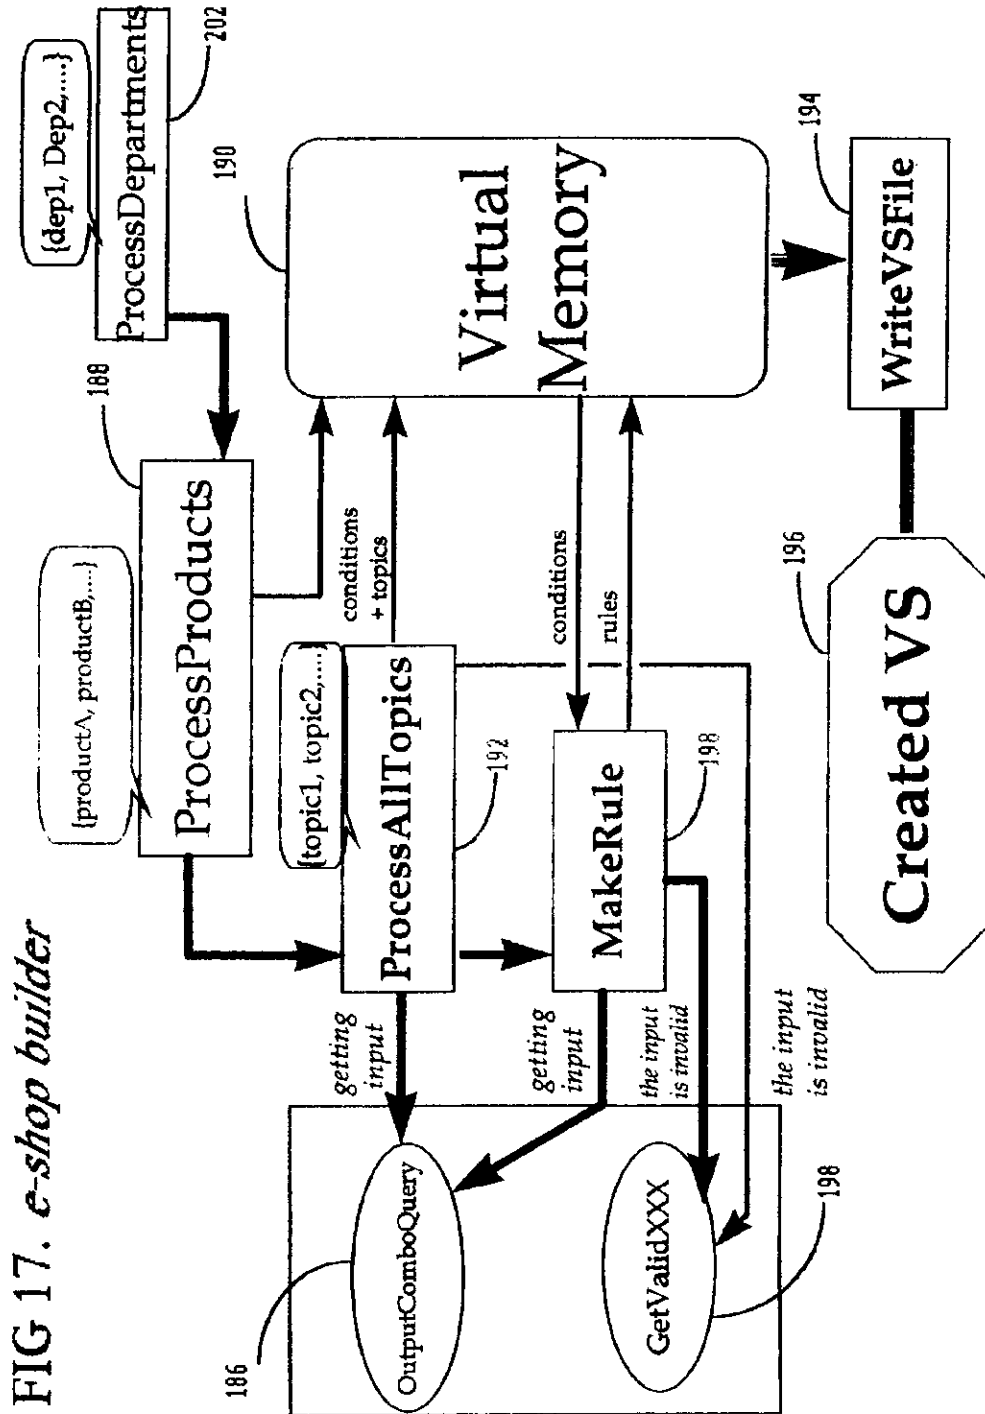 FIG 17. e-shop builder
{dep1, Dep2,....}
ProcessDepartments
202
{productA, productB,....}
ProcessProducts
188
190
Virtual
Memory
conditions
+ topics
{topic1, topic2,....}
ProcessAllTopics
192
conditions
rules
MakeRule
198
getting
input
getting
input
the input
is invalid
the input
is invalid
186
OutputComboQuery
GetValidXXX
198
194
WriteVSFile
196
Created VS